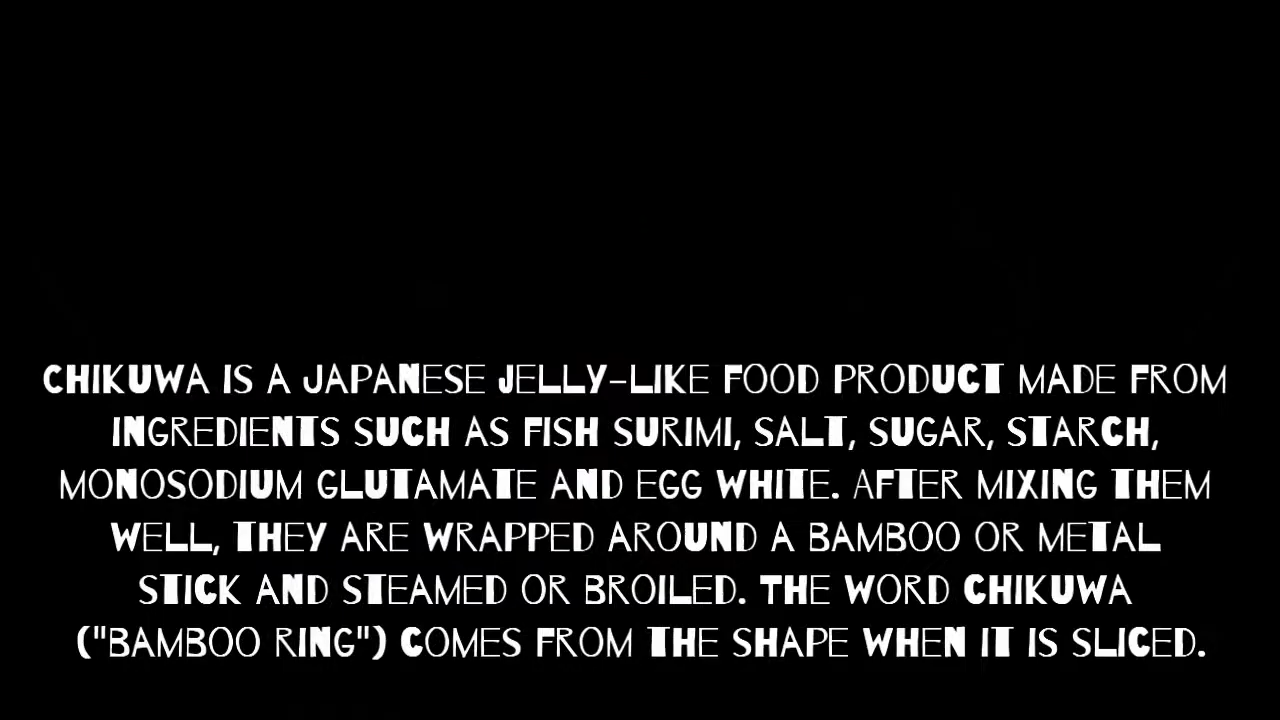 CHIKUWA IS A JAPANESE JELLY-LIKE FOOD PRODUCT MADE FROM
INGREDIENTS SUCH AS FISH SURIMI, SALT, SUGAR, STARCH,
MONOSODIUM GLUTAMATE AND EGG WHITE. AFTER MIXING THEM
WELL, THEY ARE WRAPPED AROUND A BAMBOO OR METAL
STICK AND STEAMED OR BROILED. THE WORD CHIKUWA
("BAMBOO RING") COMES FROM THE SHAPE WHEN IT IS SLICED.